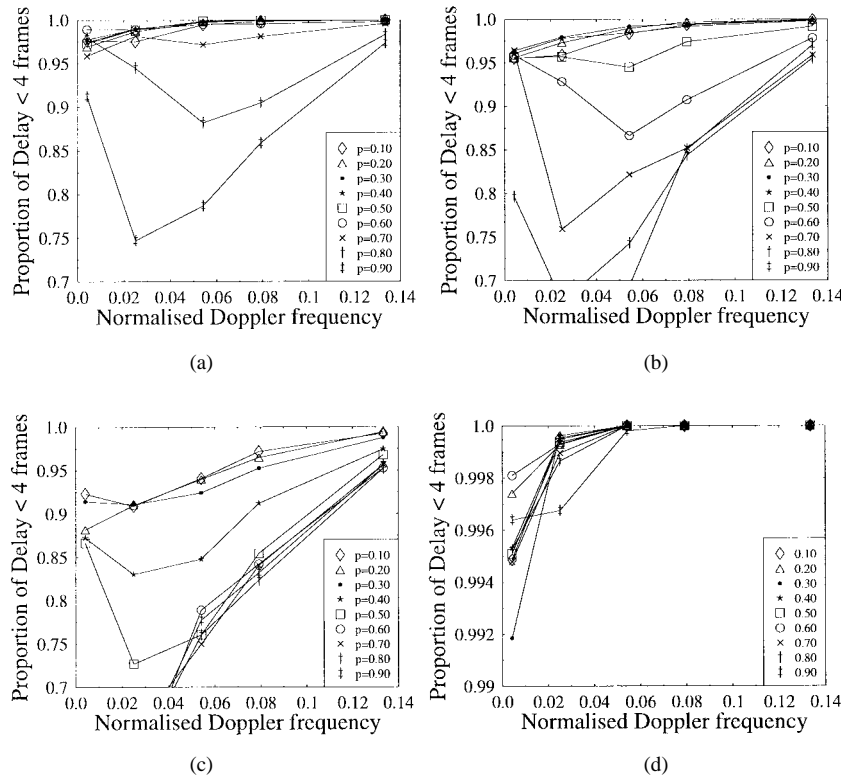 Proportion of Delay < 4 frames
1.0
0.95
0.9
0.85
0.8
0.75
0.7
p=0.10
p=0.20
p=0.30
p=0.40
p=0.50
p=0.60
p=0.70
p=0.80
p=0.90
0.0 0.02 0.04 0.06 0.08 0.1 0.12 0.14
Normalised Doppler frequency
(a)
Proportion of Delay < 4 frames
1.0
0.95
0.9
0.85
0.8
0.75
0.7
p=0.10
p=0.20
p=0.30
p=0.40
p=0.50
p=0.60
p=0.70
p=0.80
p=0.90
0.0 0.02 0.04 0.06 0.08 0.1 0.12 0.14
Normalised Doppler frequency
(b)
Proportion of Delay < 4 frames
1.0
0.95
0.9
0.85
0.8
0.75
0.7
p=0.10
p=0.20
p=0.30
p=0.40
p=0.50
p=0.60
p=0.70
p=0.80
p=0.90
0.0 0.02 0.04 0.06 0.08 0.1 0.12 0.14
Normalised Doppler frequency
(c)
Proportion of Delay < 4 frames
1.0
0.998
0.996
0.994
0.992
0.99
0.10
0.20
0.30
0.40
0.50
0.60
0.70
0.80
0.90
0.0 0.02 0.04 0.06 0.08 0.1 0.12 0.14
Normalised Doppler frequency
(d)